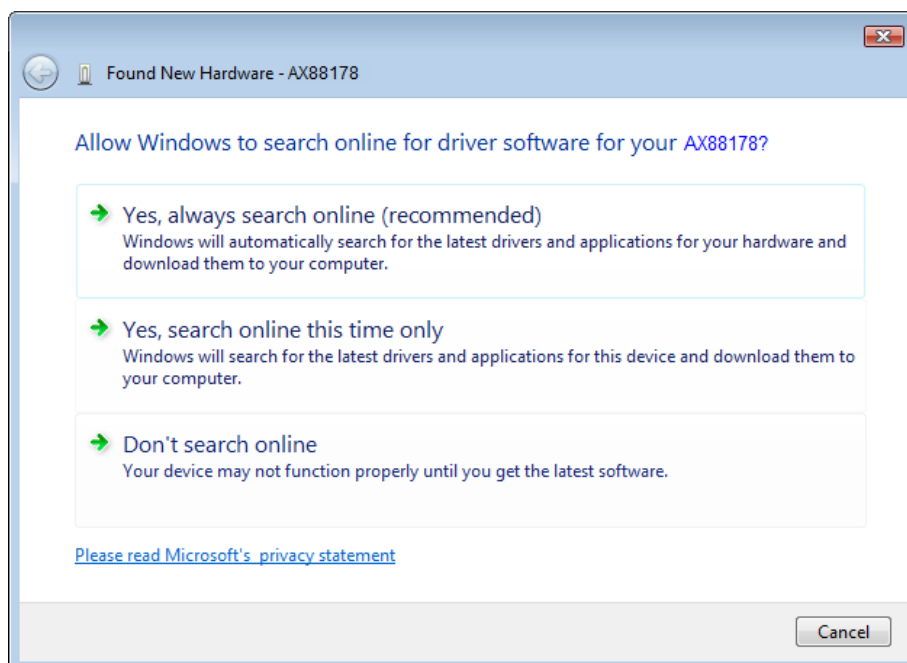 Found New Hardware - AX88178
Allow Windows to search online for driver software for your AX88178?
Yes, always search online (recommended)
Windows will automatically search for the latest drivers and applications for your hardware and
download them to your computer.
Yes, search online this time only
Windows will search for the latest drivers and applications for this device and download them to
your computer.
Don't search online
Your device may not function properly until you get the latest software.
Please read Microsoft's privacy statement
Cancel